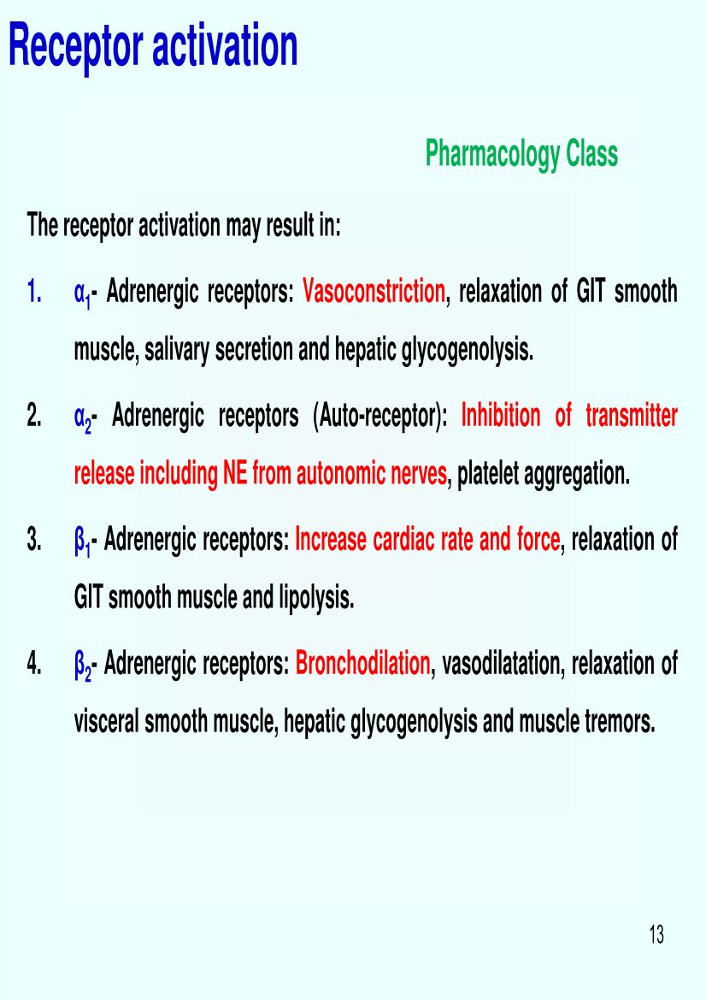 Receptor activation
Pharmacology Class
The receptor activation may result in:
1. α1- Adrenergic receptors: Vasoconstriction, relaxation of GIT smooth
muscle, salivary secretion and hepatic glycogenolysis.
2. α2- Adrenergic receptors (Auto-receptor): Inhibition of transmitter
release including NE from autonomic nerves, platelet aggregation.
3. β1- Adrenergic receptors: Increase cardiac rate and force, relaxation of
GIT smooth muscle and lipolysis.
4. β2- Adrenergic receptors: Bronchodilation, vasodilatation, relaxation of
visceral smooth muscle, hepatic glycogenolysis and muscle tremors.
13